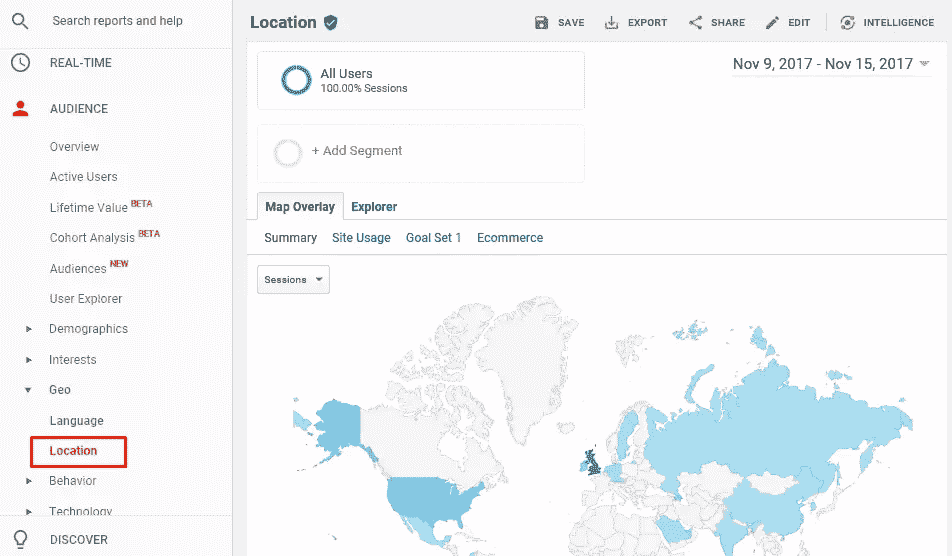 Search reports and help
REAL-TIME
AUDIENCE
Overview
Active Users
Lifetime Value BETA
Cohort Analysis BETA
Audiences NEW
User Explorer
Demographics
Interests
Geo
Language
Location
Behavior
Technology
DISCOVER
Location
SAVE
EXPORT
SHARE
EDIT
INTELLIGENCE
All Users
100.00% Sessions
Nov 9, 2017 - Nov 15, 2017
+ Add Segment
Map Overlay
Explorer
Summary
Site Usage
Goal Set 1
Ecommerce
Sessions